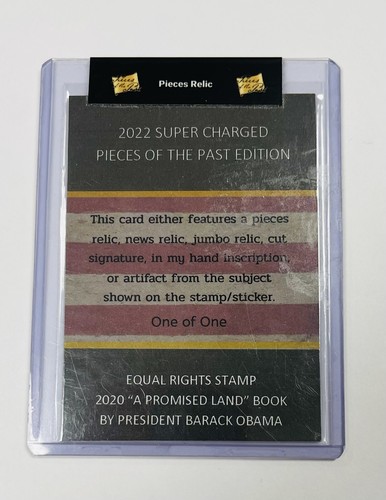 Pieces Relic
2022 SUPER CHARGED
PIECES OF THE PAST EDITION
This card either features a pieces
relic, news relic, jumbo relic, cut
signature, in my hand inscription,
or artifact from the subject
shown on the stamp/sticker.
One of One
EQUAL RIGHTS STAMP
2020 "A PROMISED LAND" BOOK
BY PRESIDENT BARACK OBAMA